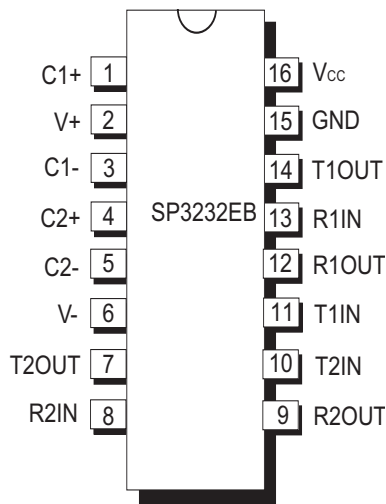 C1+ 1 16 Vcc
V+ 2 15 GND
C1- 3 14 T1OUT
C2+ 4 SP3232EB 13 R1IN
C2- 5 12 R1OUT
V- 6 11 T1IN
T2OUT 7 10 T2IN
R2IN 8 9 R2OUT